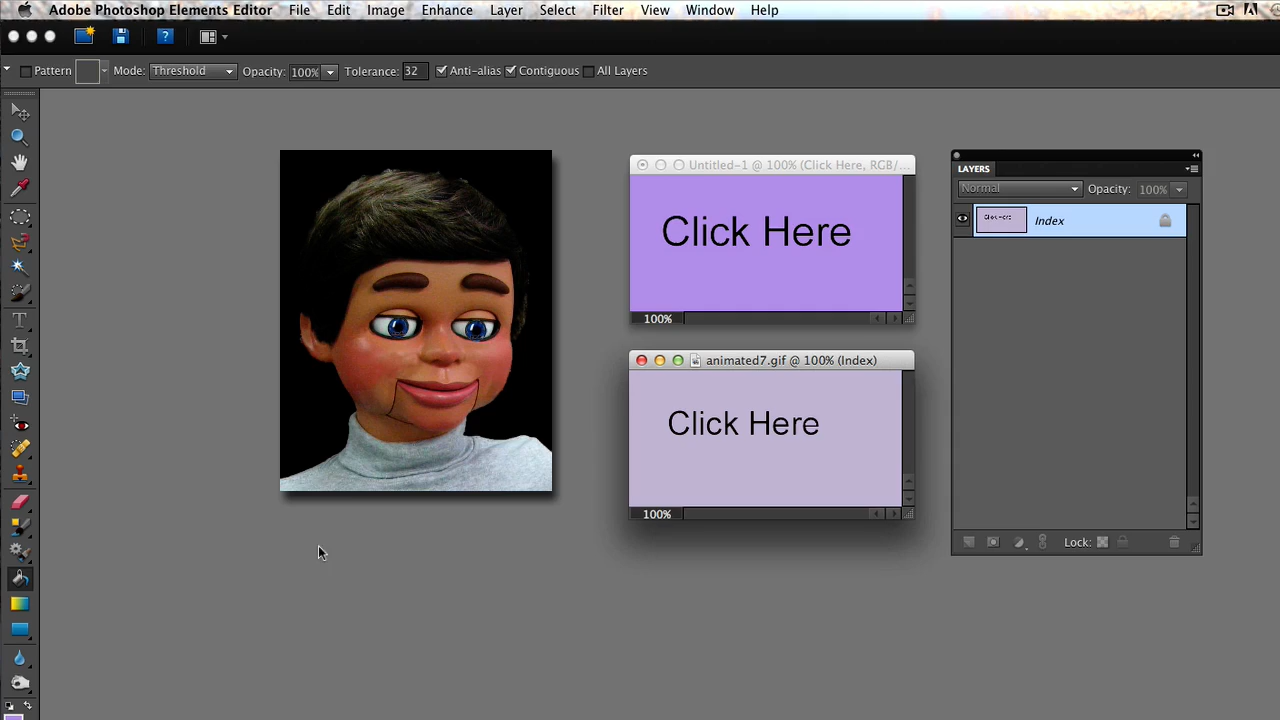 Adobe Photoshop Elements Editor File Edit Image Enhance Layer Select Filter View Window Help
Pattern Mode: Threshold Opacity: 100% Tolerance: 32 Anti-alias Contiguous All Layers
Untitled-1 @ 100% (Click Here, RGB/...
Click Here
100%
animated7.gif @ 100% (Index)
Click Here
100%
LAYERS
Normal Opacity: 100%
Click Here
Index
Lock: